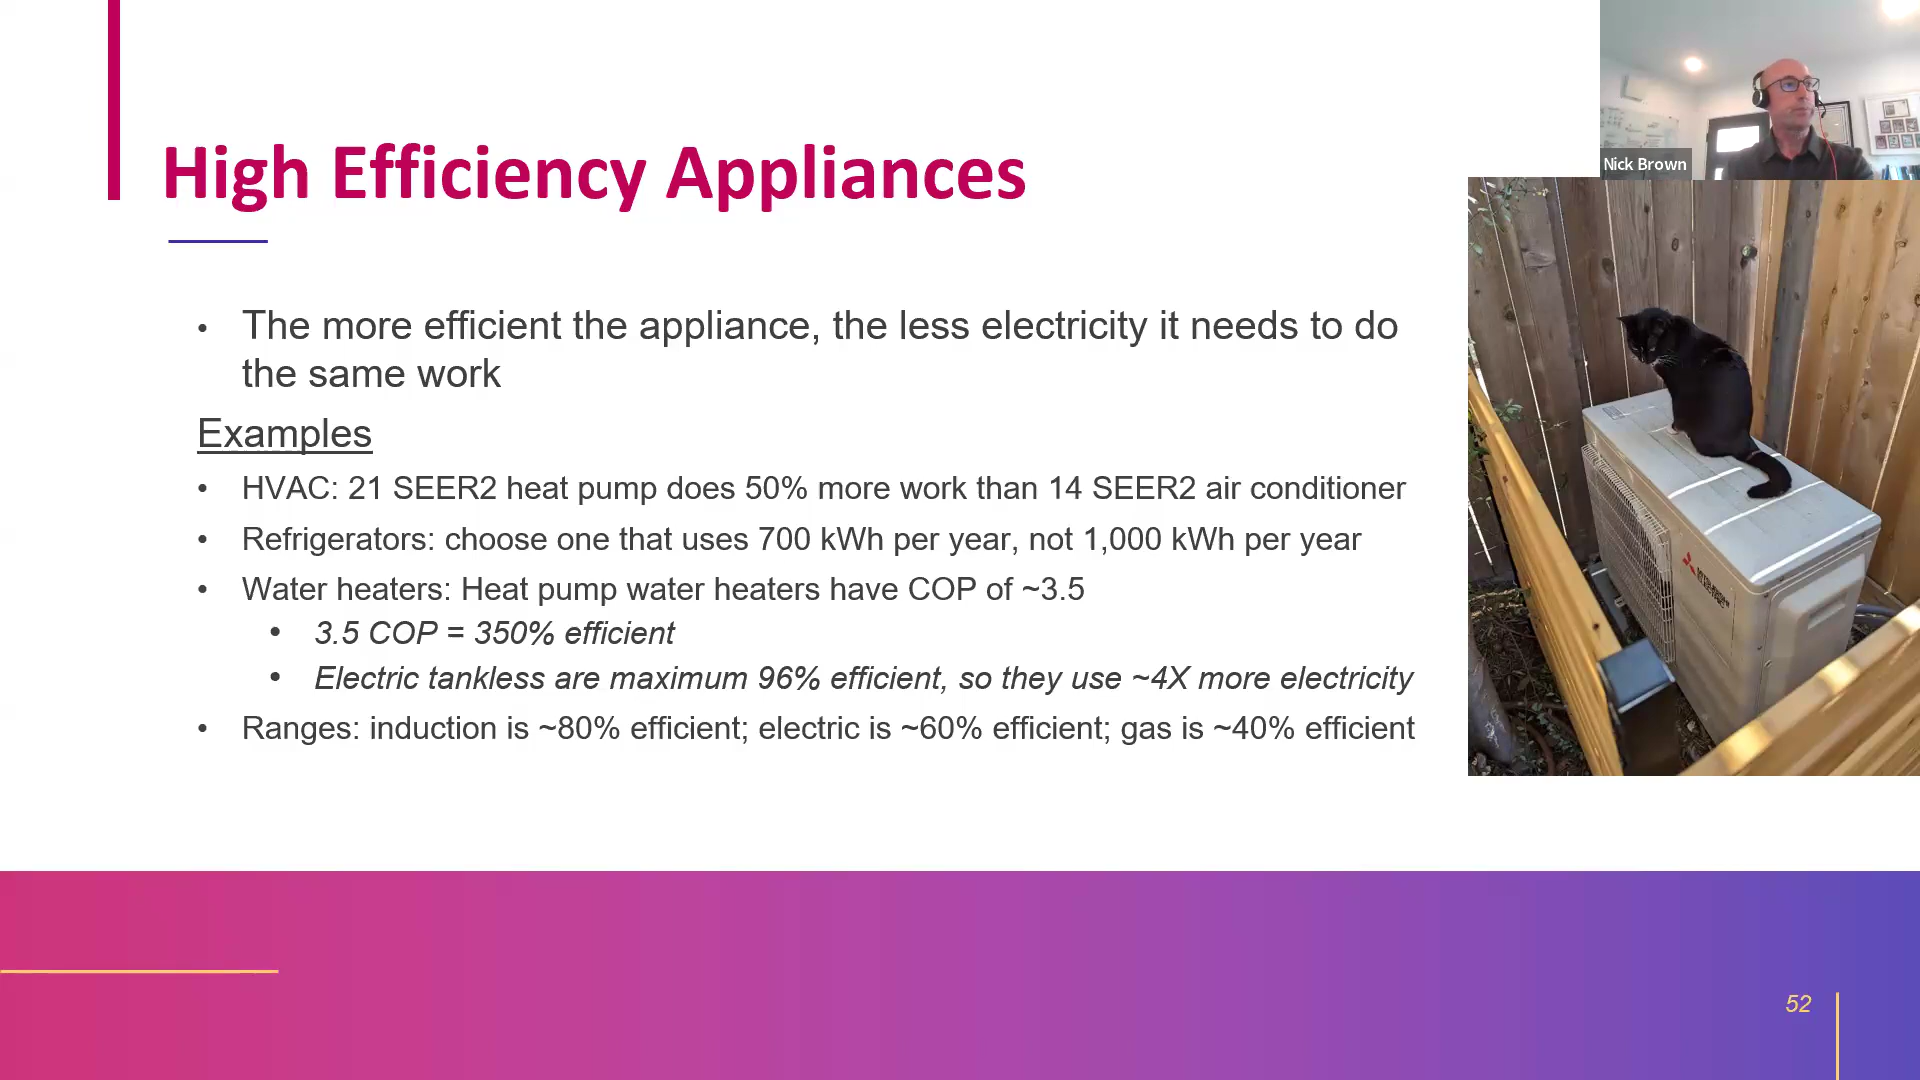 Nick Brown
High Efficiency Appliances
• The more efficient the appliance, the less electricity it needs to do
the same work
Examples
• HVAC: 21 SEER2 heat pump does 50% more work than 14 SEER2 air conditioner
• Refrigerators: choose one that uses 700 kWh per year, not 1,000 kWh per year
• Water heaters: Heat pump water heaters have COP of ~3.5
• 3.5 COP = 350% efficient
• Electric tankless are maximum 96% efficient, so they use ~4X more electricity
• Ranges: induction is ~80% efficient; electric is ~60% efficient; gas is ~40% efficient
52